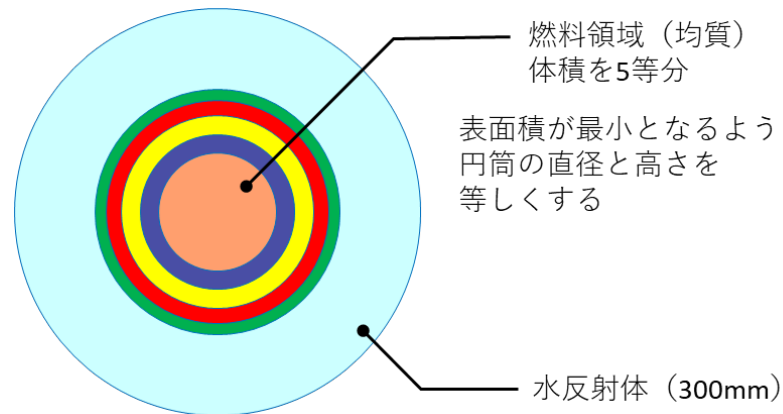 燃料領域（均質）
体積を5等分
表面積が最小となるよう
円筒の直径と高さを
等しくする
水反射体（300mm）